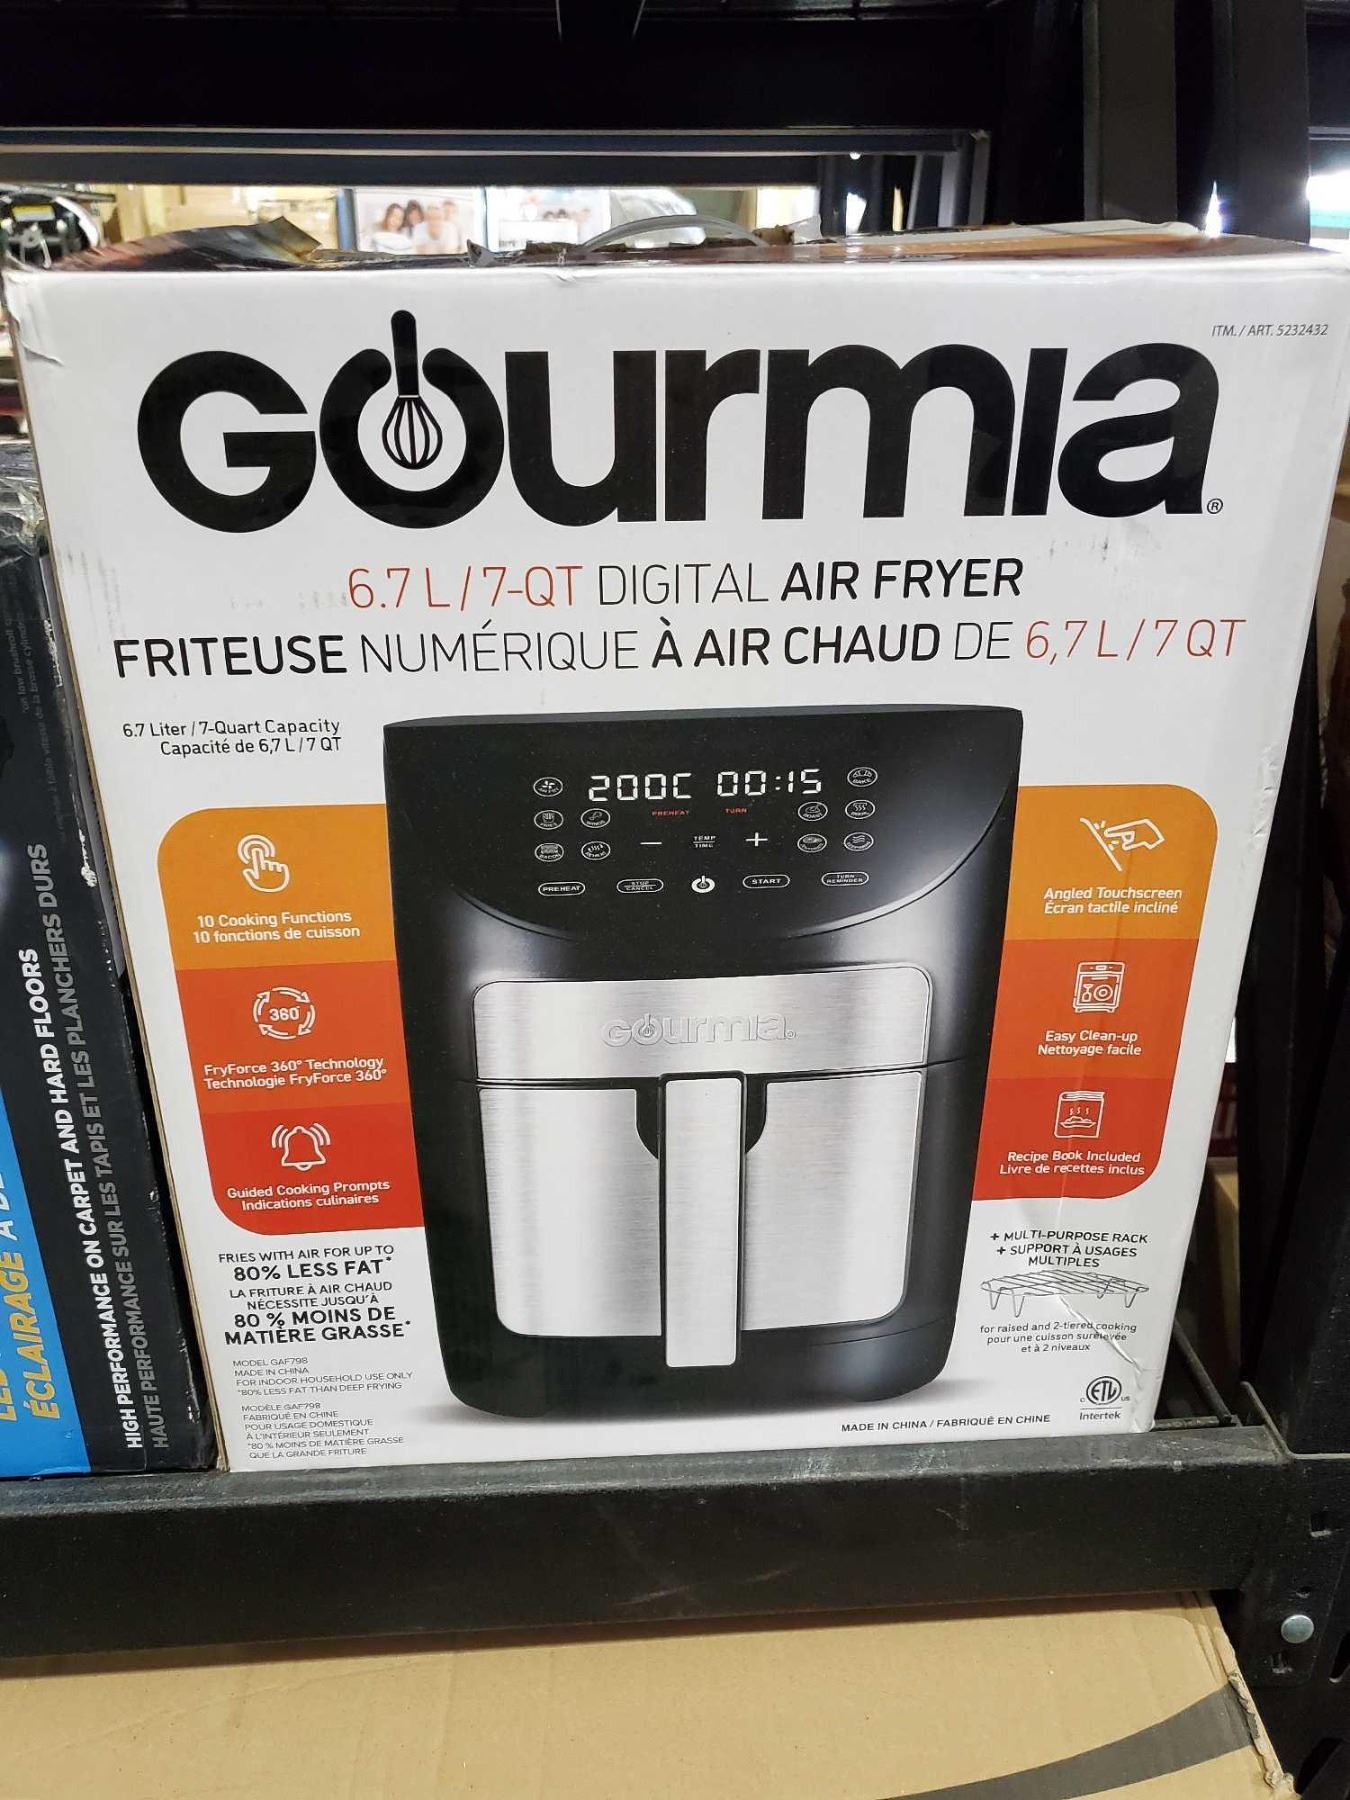 ITM. / ART. 5232432
Gourmia®
6.7 L / 7-QT DIGITAL AIR FRYER
FRITEUSE NUMÉRIQUE À AIR CHAUD DE 6,7 L / 7 QT
6.7 Liter / 7-Quart Capacity
Capacité de 6,7 L / 7 QT
200C 00:15
PREHEAT TURN
TEMP
TIME
PREHEAT
STOP
CANCEL
START
TURN
REMINDER
Gourmia®
10 Cooking Functions
10 fonctions de cuisson
360°
FryForce 360° Technology
Technologie FryForce 360°
Guided Cooking Prompts
Indications culinaires
FRIES WITH AIR FOR UP TO
80% LESS FAT*
LA FRITURE À AIR CHAUD
NÉCESSITE JUSQU'À
80 % MOINS DE
MATIÈRE GRASSE*
MODEL GAF798
MADE IN CHINA
FOR INDOOR HOUSEHOLD USE ONLY
*80% LESS FAT THAN DEEP FRYING
MODÈLE GAF798
FABRIQUÉ EN CHINE
POUR USAGE DOMESTIQUE
À L'INTÉRIEUR SEULEMENT
*80 % MOINS DE MATIÈRE GRASSE
QUE LA GRANDE FRITURE
Angled Touchscreen
Écran tactile incliné
Easy Clean-up
Nettoyage facile
Recipe Book Included
Livre de recettes inclus
+ MULTI-PURPOSE RACK
+ SUPPORT À USAGES
MULTIPLES
for raised and 2-tiered cooking
pour une cuisson surélevée
et à 2 niveaux
C ETL US
Intertek
MADE IN CHINA / FABRIQUÉ EN CHINE
ÉCLAIRAGE À
HIGH PERFORMANCE ON CARPET AND HARD FLOORS
HAUTE PERFORMANCE SUR LES TAPIS ET LES PLANCHERS DURS